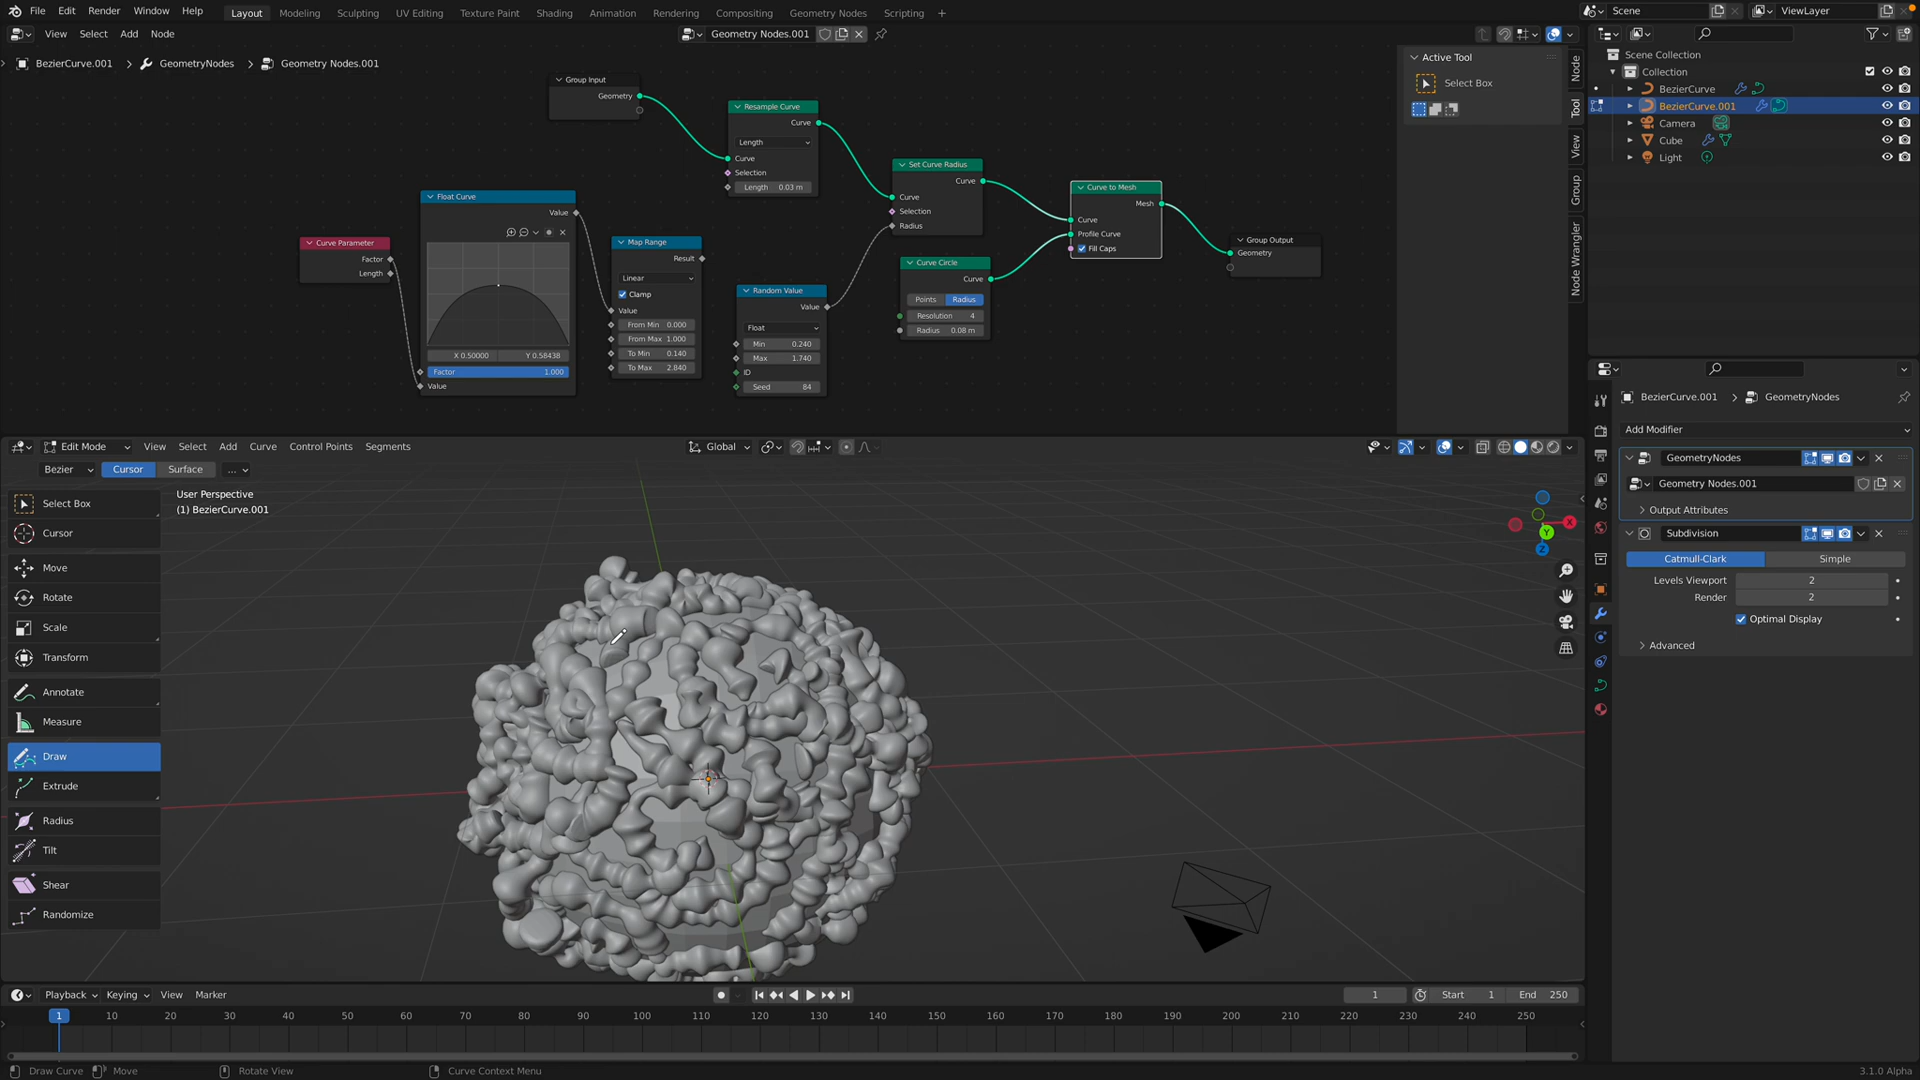 File Edit Render Window Help Layout Modeling Sculpting UV Editing Texture Paint Shading Animation Rendering Compositing Geometry Nodes Scripting + Scene ViewLayer
View Select Add Node Geometry Nodes.001
BezierCurve.001 GeometryNodes Geometry Nodes.001
Group Input
Geometry
Resample Curve
Curve
Length
Curve
Selection
Length 0.03 m
Set Curve Radius
Curve
Curve
Selection
Radius
Curve to Mesh
Mesh
Curve
Profile Curve
Fill Caps
Group Output
Geometry
Curve Parameter
Factor
Length
Float Curve
Value
X 0.50000 Y 0.58438
Factor 1.000
Value
Map Range
Result
Linear
Clamp
Value
From Min 0.000
From Max 1.000
To Min 0.140
To Max 2.840
Random Value
Value
Float
Min 0.240
Max 1.740
ID
Seed 84
Curve Circle
Curve
Points Radius
Resolution 4
Radius 0.08 m
Active Tool
Select Box
Node
Tool
View
Group
Node Wrangler
Scene Collection
Collection
BezierCurve
BezierCurve.001
Camera
Cube
Light
BezierCurve.001 GeometryNodes
Add Modifier
GeometryNodes
Geometry Nodes.001
Output Attributes
Subdivision
Catmull-Clark Simple
Levels Viewport 2
Render 2
Optimal Display
Advanced
Edit Mode View Select Add Curve Control Points Segments Global
Bezier Cursor Surface ...
User Perspective
(1) BezierCurve.001
Select Box
Cursor
Move
Rotate
Scale
Transform
Annotate
Measure
Draw
Extrude
Radius
Tilt
Shear
Randomize
X
Y
Z
Playback Keying View Marker 1 Start 1 End 250
1 10 20 30 40 50 60 70 80 90 100 110 120 130 140 150 160 170 180 190 200 210 220 230 240 250
Draw Curve Move Rotate View Curve Context Menu 3.1.0 Alpha